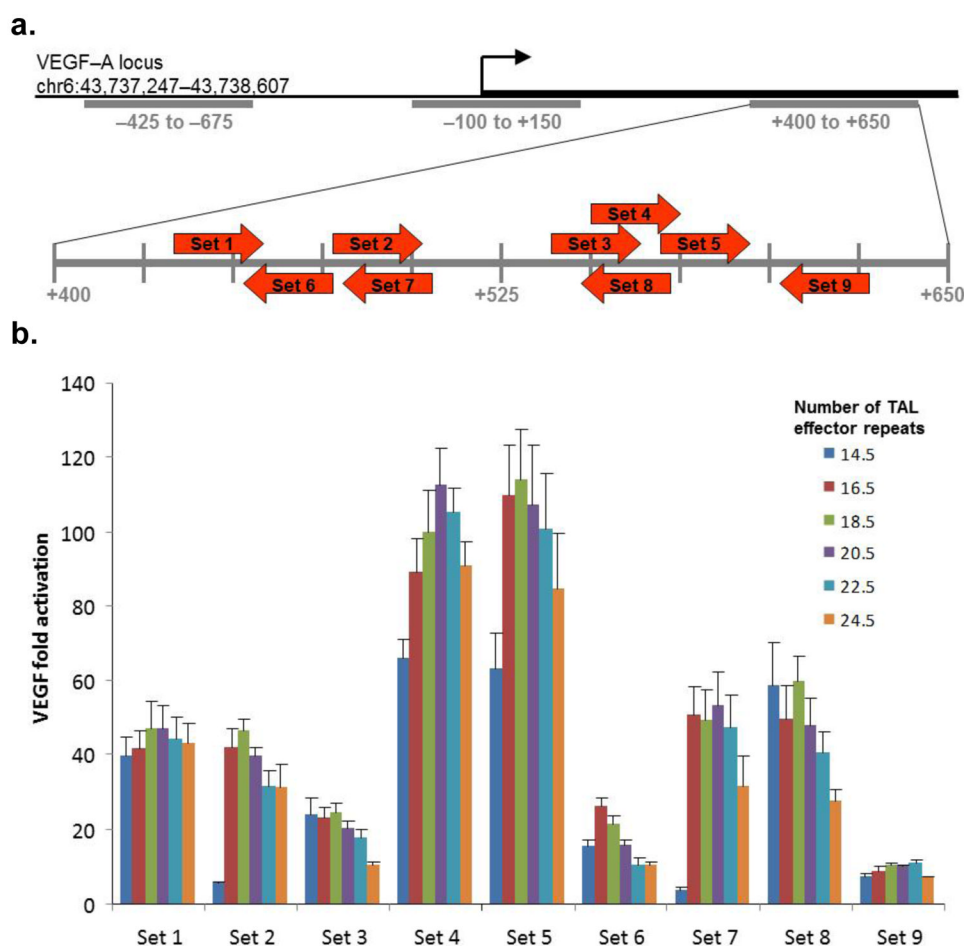 a.
VEGF–A locus
chr6:43,737,247–43,738,607
–425 to –675
–100 to +150
+400 to +650
Set 4
Set 1
Set 2
Set 3
Set 5
Set 6
Set 7
Set 8
Set 9
+400
+525
+650
b.
VEGF fold activation
140
120
100
80
60
40
20
0
Number of TAL
effector repeats
14.5
16.5
18.5
20.5
22.5
24.5
Set 1
Set 2
Set 3
Set 4
Set 5
Set 6
Set 7
Set 8
Set 9